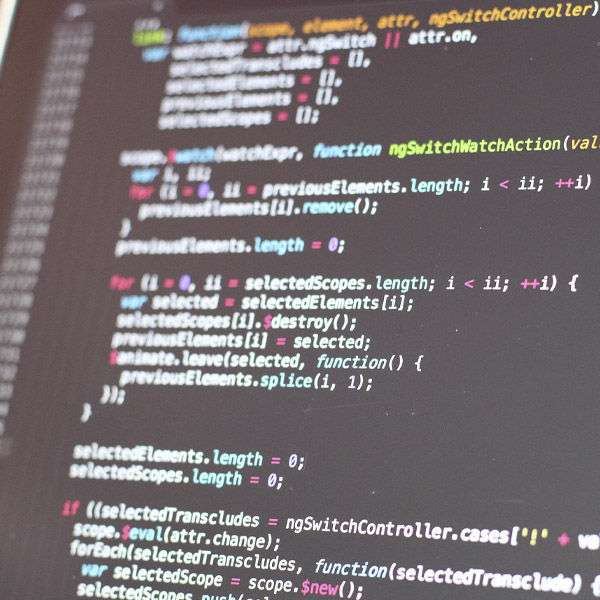 link: function(scope, element, attr, ngSwitchController)
var watchExpr = attr.ngSwitch || attr.on,
selectedTranscludes = [],
selectedElements = [],
previousElements = [],
selectedScopes = [];
scope.$watch(watchExpr, function ngSwitchWatchAction(val
var i, ii;
for (i = 0, ii = previousElements.length; i < ii; ++i)
previousElements[i].remove();
}
previousElements.length = 0;
for (i = 0, ii = selectedScopes.length; i < ii; ++i) {
var selected = selectedElements[i];
selectedScopes[i].$destroy();
previousElements[i] = selected;
$animate.leave(selected, function() {
previousElements.splice(i, 1);
});
}
selectedElements.length = 0;
selectedScopes.length = 0;
if ((selectedTranscludes = ngSwitchController.cases['!' + va
scope.$eval(attr.change);
forEach(selectedTranscludes, function(selectedTransclude) {
var selectedScope = scope.$new();
selectedScopes.push(